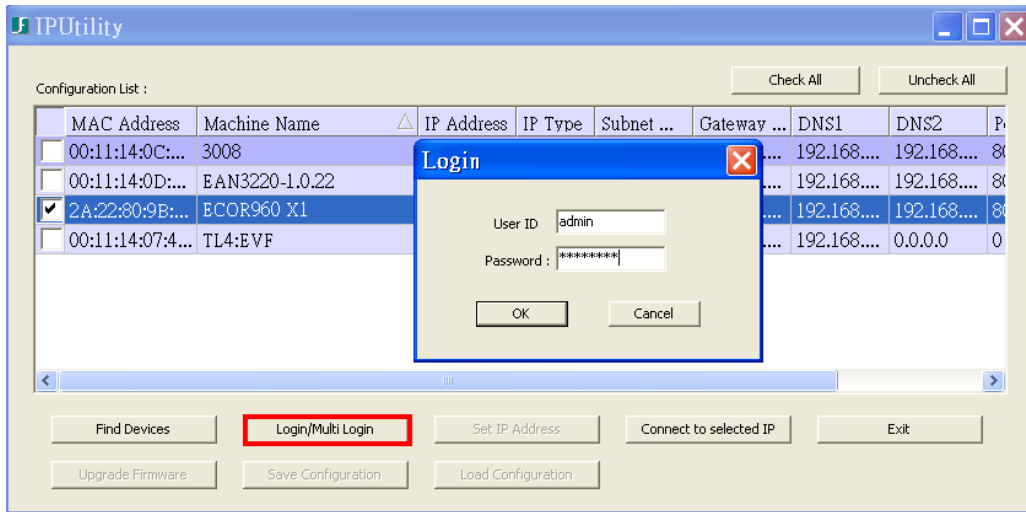 IPUtility
Check All Uncheck All
Configuration List :
MAC Address Machine Name IP Address IP Type Subnet ... Gateway ... DNS1 DNS2
00:11:14:0C:... 3008 .... 192.168.... 192.168.... 80
00:11:14:0D:... EAN3220-1.0.22 .... 192.168.... 192.168.... 80
2A:22:80:9B:... ECOR960 X1 .... 192.168.... 192.168.... 80
00:11:14:07:4... TL4:EVF .... 192.168.... 0.0.0.0 0
Login
User ID admin
Password : ********
OK Cancel
Find Devices Login/Multi Login Set IP Address Connect to selected IP Exit
Upgrade Firmware Save Configuration Load Configuration